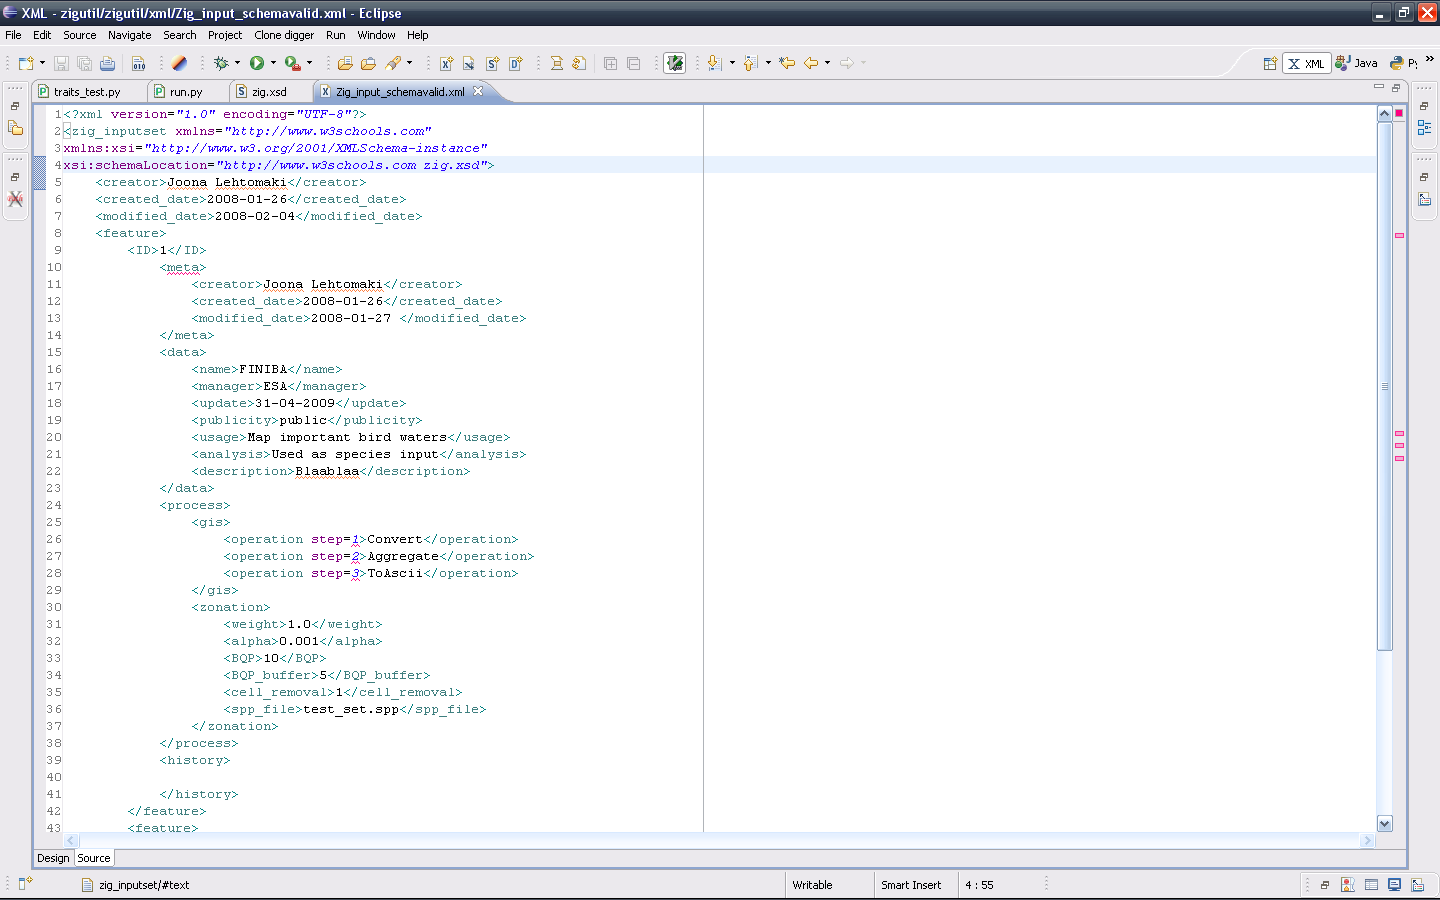 XML - zigutil/zigutil/xml/Zig_input_schemavalid.xml - Eclipse
File Edit Source Navigate Search Project Clone digger Run Window Help
XML Java Py
traits_test.py run.py zig.xsd Zig_input_schemavalid.xml
1 <?xml version="1.0" encoding="UTF-8"?>
2 <zig_inputset xmlns="http://www.w3schools.com"
3 xmlns:xsi="http://www.w3.org/2001/XMLSchema-instance"
4 xsi:schemaLocation="http://www.w3schools.com zig.xsd">
5 <creator>Joona Lehtomaki</creator>
6 <created_date>2008-01-26</created_date>
7 <modified_date>2008-02-04</modified_date>
8 <feature>
9 <ID>1</ID>
10 <meta>
11 <creator>Joona Lehtomaki</creator>
12 <created_date>2008-01-26</created_date>
13 <modified_date>2008-01-27 </modified_date>
14 </meta>
15 <data>
16 <name>FINIBA</name>
17 <manager>ESA</manager>
18 <update>31-04-2009</update>
19 <publicity>public</publicity>
20 <usage>Map important bird waters</usage>
21 <analysis>Used as species input</analysis>
22 <description>Blaablaa</description>
23 </data>
24 <process>
25 <gis>
26 <operation step=1>Convert</operation>
27 <operation step=2>Aggregate</operation>
28 <operation step=3>ToAscii</operation>
29 </gis>
30 <zonation>
31 <weight>1.0</weight>
32 <alpha>0.001</alpha>
33 <BQP>10</BQP>
34 <BQP_buffer>5</BQP_buffer>
35 <cell_removal>1</cell_removal>
36 <spp_file>test_set.spp</spp_file>
37 </zonation>
38 </process>
39 <history>
40
41 </history>
42 </feature>
43 <feature>
Design Source
zig_inputset/#text Writable Smart Insert 4 : 55